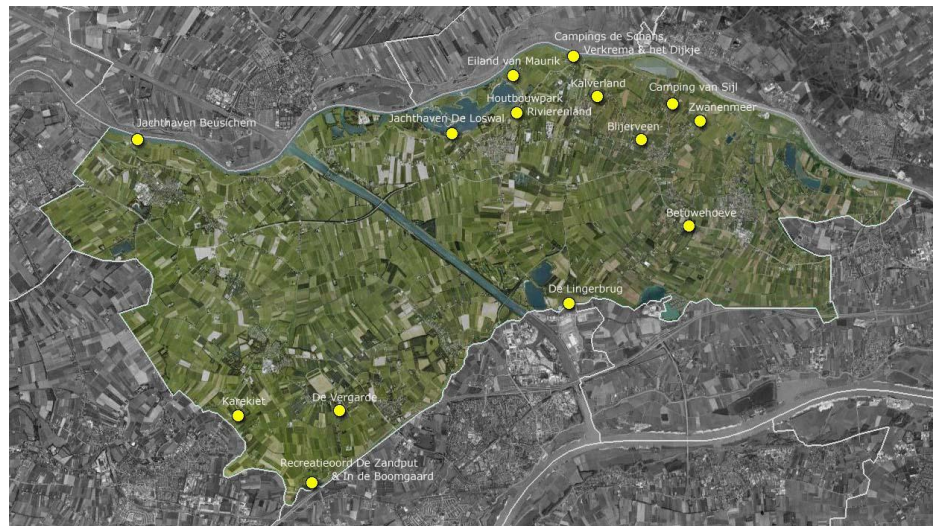 Campings de Schans,
Verkrema & het Dijkje
Eiland van Maurik
Kalverland
Camping van Sijl
Houtbouwpark
Rivierenland
Zwanenmeer
Jachthaven Beusichem
Jachthaven De Loswal
Blijerveen
Betuwehoeve
De Lingerbrug
Karekiet
De Vergarde
Recreatieoord De Zandput
& In de Boomgaard